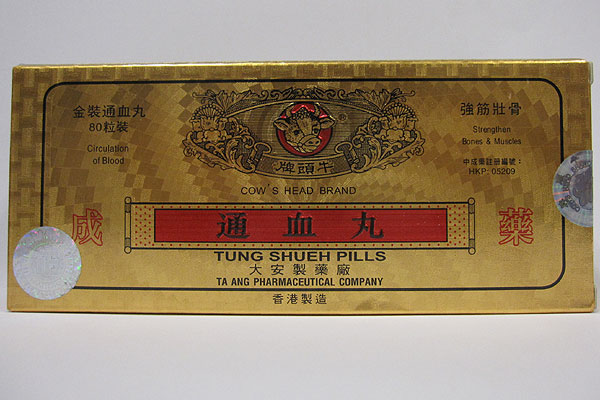 金裝通血丸
80粒裝
Circulation
of Blood
®
牌頭牛
COW'S HEAD BRAND
強筋壯骨
Strengthen
Bones & Muscles
中成藥註册編號：
HKP: 05209
成
通血丸
藥
TUNG SHUEH PILLS
大安製藥廠
TA ANG PHARMACEUTICAL COMPANY
香港製造